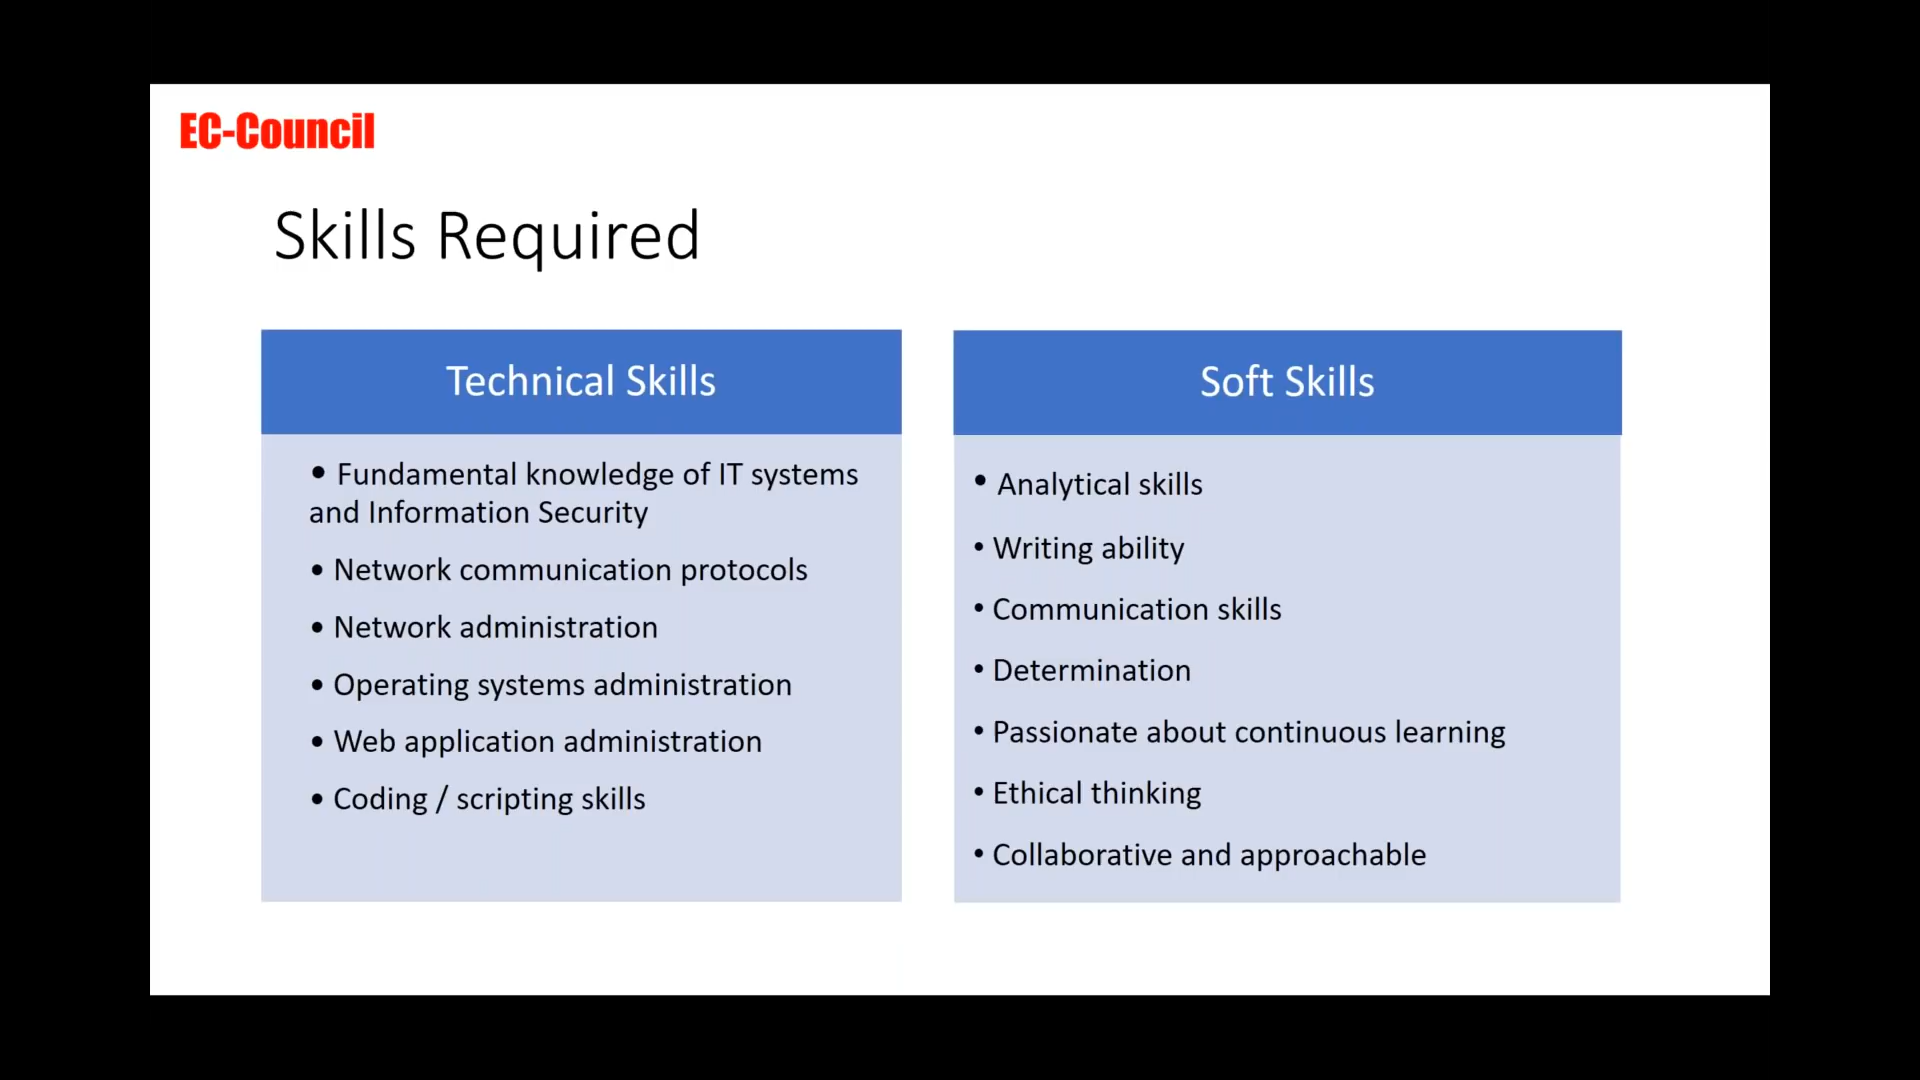 EC-Council
Skills Required
Technical Skills
• Fundamental knowledge of IT systems
and Information Security
• Network communication protocols
• Network administration
• Operating systems administration
• Web application administration
• Coding / scripting skills
Soft Skills
• Analytical skills
• Writing ability
• Communication skills
• Determination
• Passionate about continuous learning
• Ethical thinking
• Collaborative and approachable